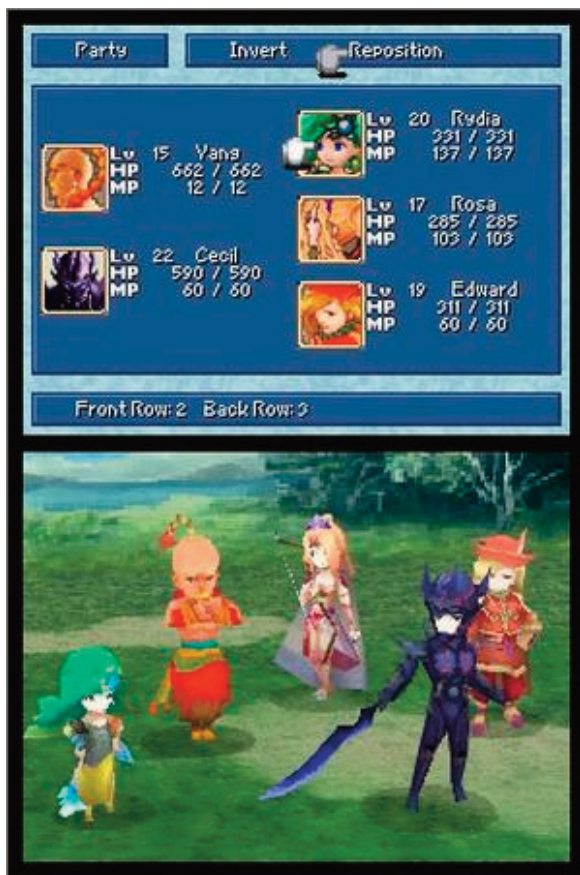 Party Invert Reposition
Lv 20 Rydia
HP 331 / 331
MP 137 / 137
Lv 15 Yang
HP 662 / 662
MP 12 / 12
Lv 17 Rosa
HP 285 / 285
MP 103 / 103
Lv 22 Cecil
HP 590 / 590
MP 60 / 60
Lv 19 Edward
HP 311 / 311
MP 60 / 60
Front Row: 2 Back Row: 3